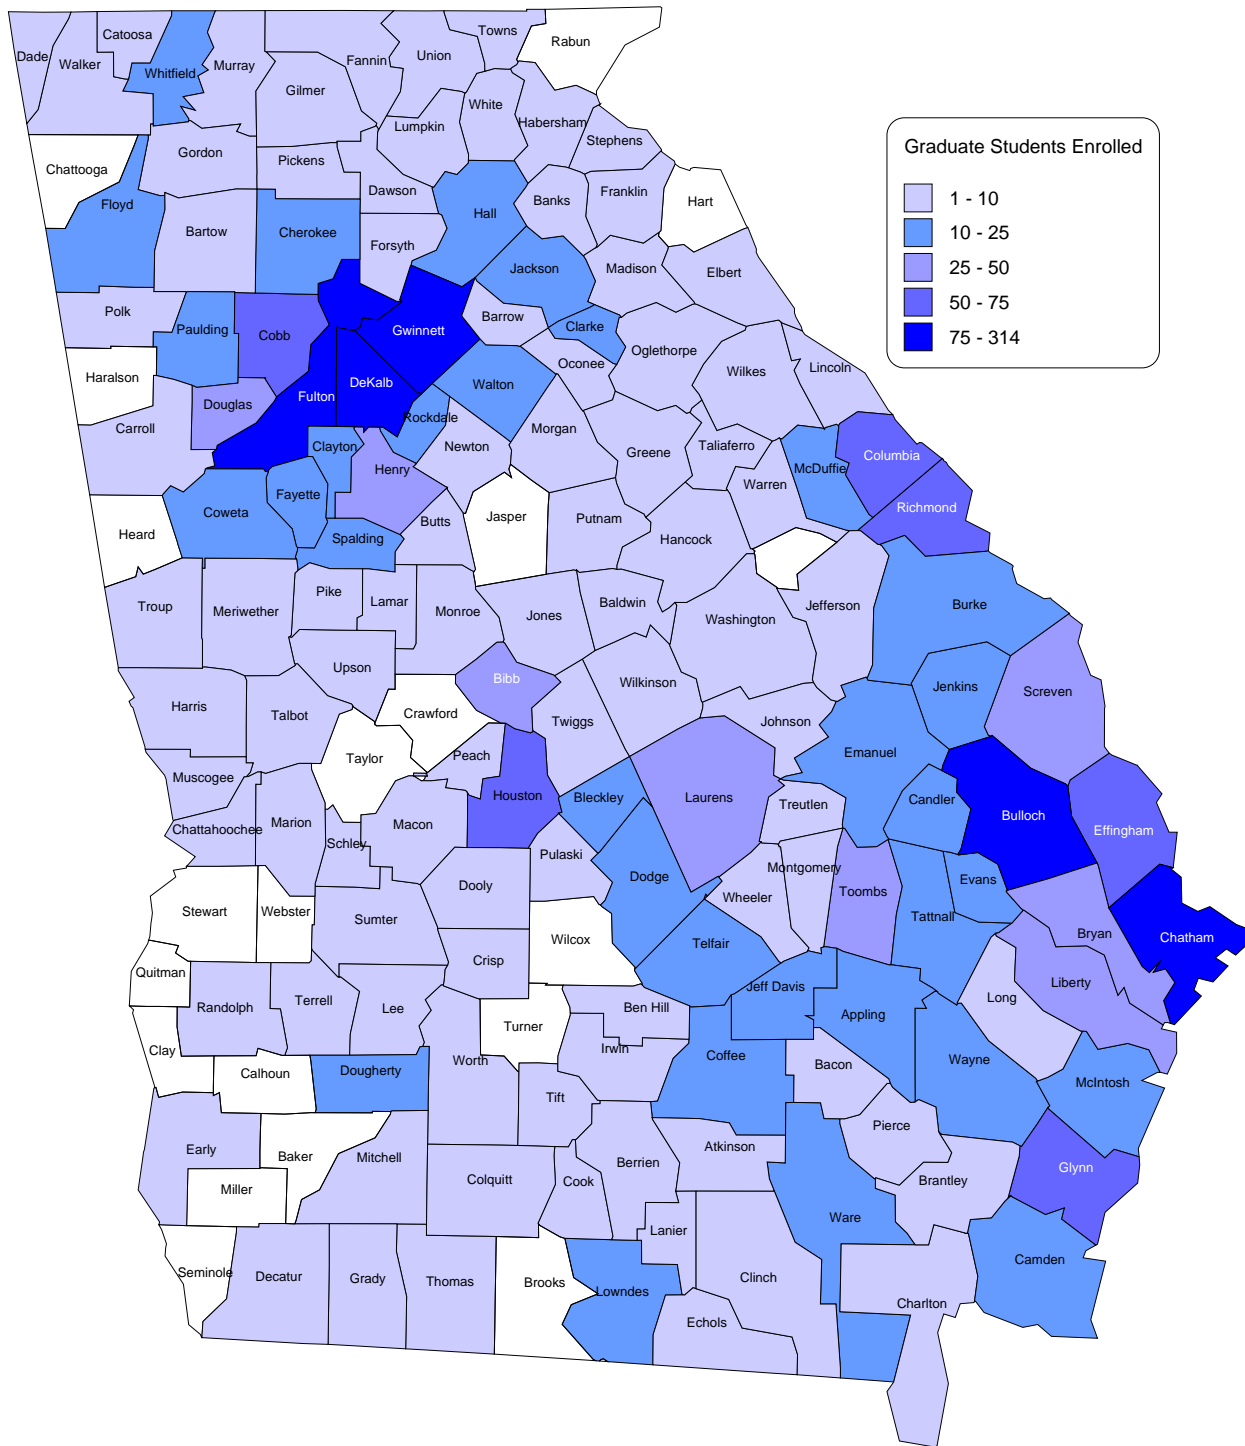 Towns
Rabun
Catoosa
Union
Dade
Walker
Fannin
Murray
Whitfield
Gilmer
White
Habersham
Lumpkin
Stephens
Graduate Students Enrolled
Gordon
Pickens
Chattooga
Dawson
Franklin
Banks
Hart
1 - 10
Floyd
Hall
10 - 25
Bartow
Cherokee
Forsyth
Jackson
Madison
Elbert
25 - 50
50 - 75
Polk
Barrow
Paulding
Cobb
Gwinnett
Clarke
75 - 314
Oglethorpe
Oconee
Wilkes
Lincoln
Haralson
DeKalb
Walton
Fulton
Douglas
Rockdale
Carroll
Morgan
Clayton
Newton
Taliaferro
Greene
Columbia
Henry
McDuffie
Warren
Fayette
Richmond
Coweta
Jasper
Putnam
Butts
Heard
Spalding
Hancock
Pike
Lamar
Baldwin
Burke
Troup
Meriwether
Monroe
Jones
Jefferson
Washington
Upson
Bibb
Wilkinson
Jenkins
Screven
Harris
Talbot
Crawford
Twiggs
Johnson
Taylor
Peach
Emanuel
Muscogee
Houston
Bleckley
Laurens
Treutlen
Candler
Bulloch
Chattahoochee
Marion
Macon
Effingham
Schley
Pulaski
Montgomery
Dooly
Dodge
Toombs
Evans
Wheeler
Stewart
Webster
Sumter
Tattnall
Wilcox
Telfair
Bryan
Chatham
Crisp
Quitman
Liberty
Jeff Davis
Long
Randolph
Terrell
Lee
Ben Hill
Appling
Turner
Clay
Irwin
Coffee
Worth
Wayne
Bacon
Calhoun
Dougherty
McIntosh
Tift
Pierce
Early
Baker
Mitchell
Atkinson
Berrien
Glynn
Miller
Colquitt
Cook
Brantley
Ware
Lanier
Camden
Seminole
Decatur
Grady
Thomas
Brooks
Clinch
Lowndes
Charlton
Echols